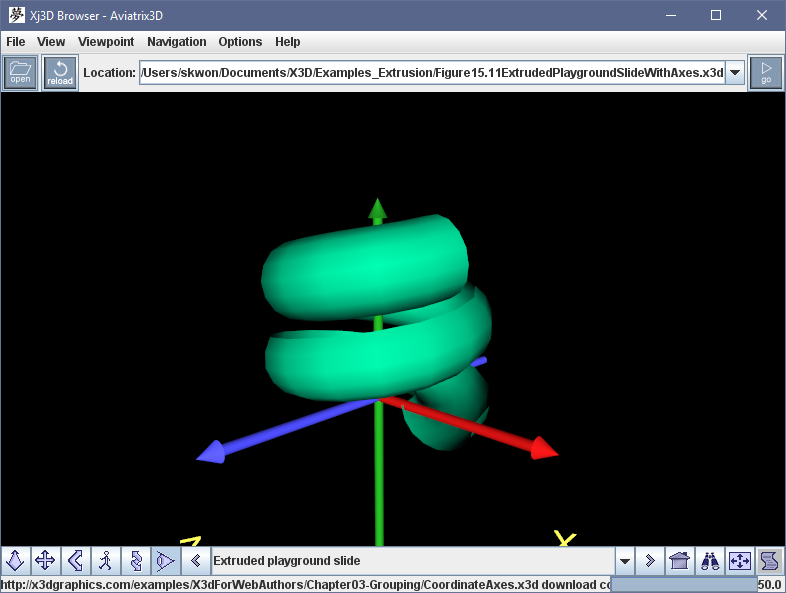 Xj3D Browser - Aviatrix3D
File View Viewpoint Navigation Options Help
open reload Location: /Users/skwon/Documents/X3D/Examples_Extrusion/Figure15.11ExtrudedPlaygroundSlideWithAxes.x3d go
Z X
Extruded playground slide
http://x3dgraphics.com/examples/X3dForWebAuthors/Chapter03-Grouping/CoordinateAxes.x3d download co 50.0